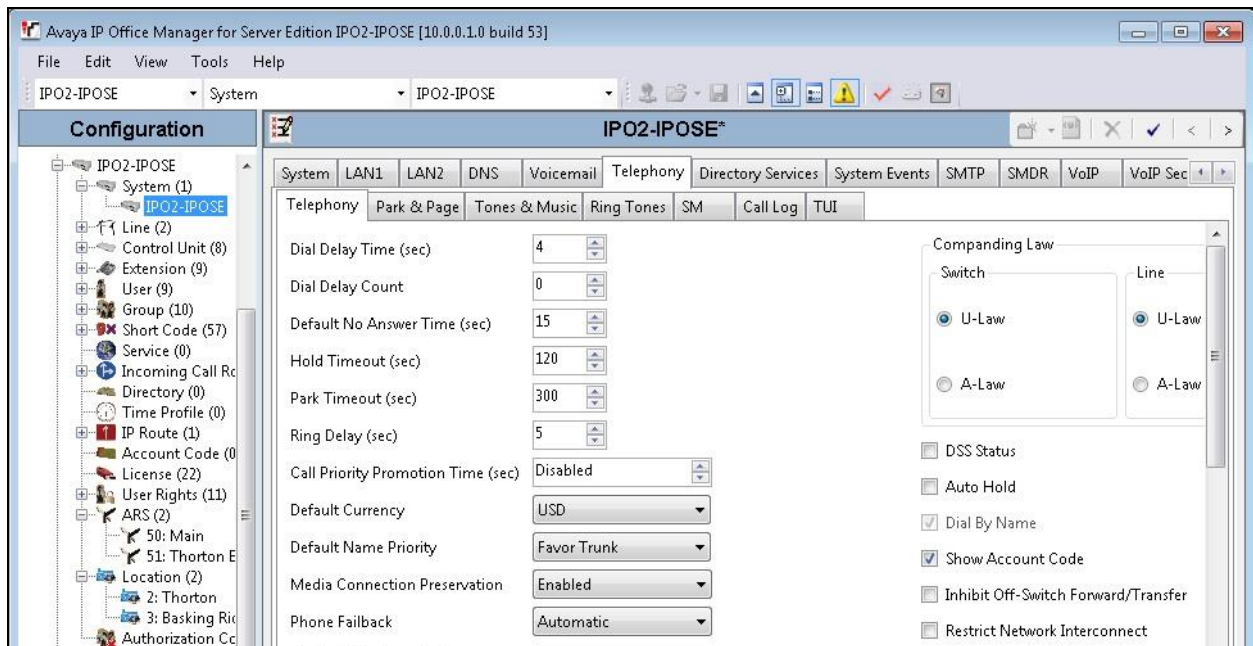 Avaya IP Office Manager for Server Edition IPO2-IPOSE [10.0.0.1.0 build 53]
File Edit View Tools Help
IPO2-IPOSE System IPO2-IPOSE
Configuration
IPO2-IPOSE
System (1)
IPO2-IPOSE
Line (2)
Control Unit (8)
Extension (9)
User (9)
Group (10)
Short Code (57)
Service (0)
Incoming Call Ro
Directory (0)
Time Profile (0)
IP Route (1)
Account Code (0
License (22)
User Rights (11)
ARS (2)
50: Main
51: Thorton E
Location (2)
2: Thorton
3: Basking Rid
Authorization Cc
IPO2-IPOSE*
System LAN1 LAN2 DNS Voicemail Telephony Directory Services System Events SMTP SMDR VoIP VoIP Sec
Telephony Park & Page Tones & Music Ring Tones SM Call Log TUI
Dial Delay Time (sec) 4
Dial Delay Count 0
Default No Answer Time (sec) 15
Hold Timeout (sec) 120
Park Timeout (sec) 300
Ring Delay (sec) 5
Call Priority Promotion Time (sec) Disabled
Default Currency USD
Default Name Priority Favor Trunk
Media Connection Preservation Enabled
Phone Failback Automatic
Companding Law
Switch Line
U-Law U-Law
A-Law A-Law
DSS Status
Auto Hold
Dial By Name
Show Account Code
Inhibit Off-Switch Forward/Transfer
Restrict Network Interconnect